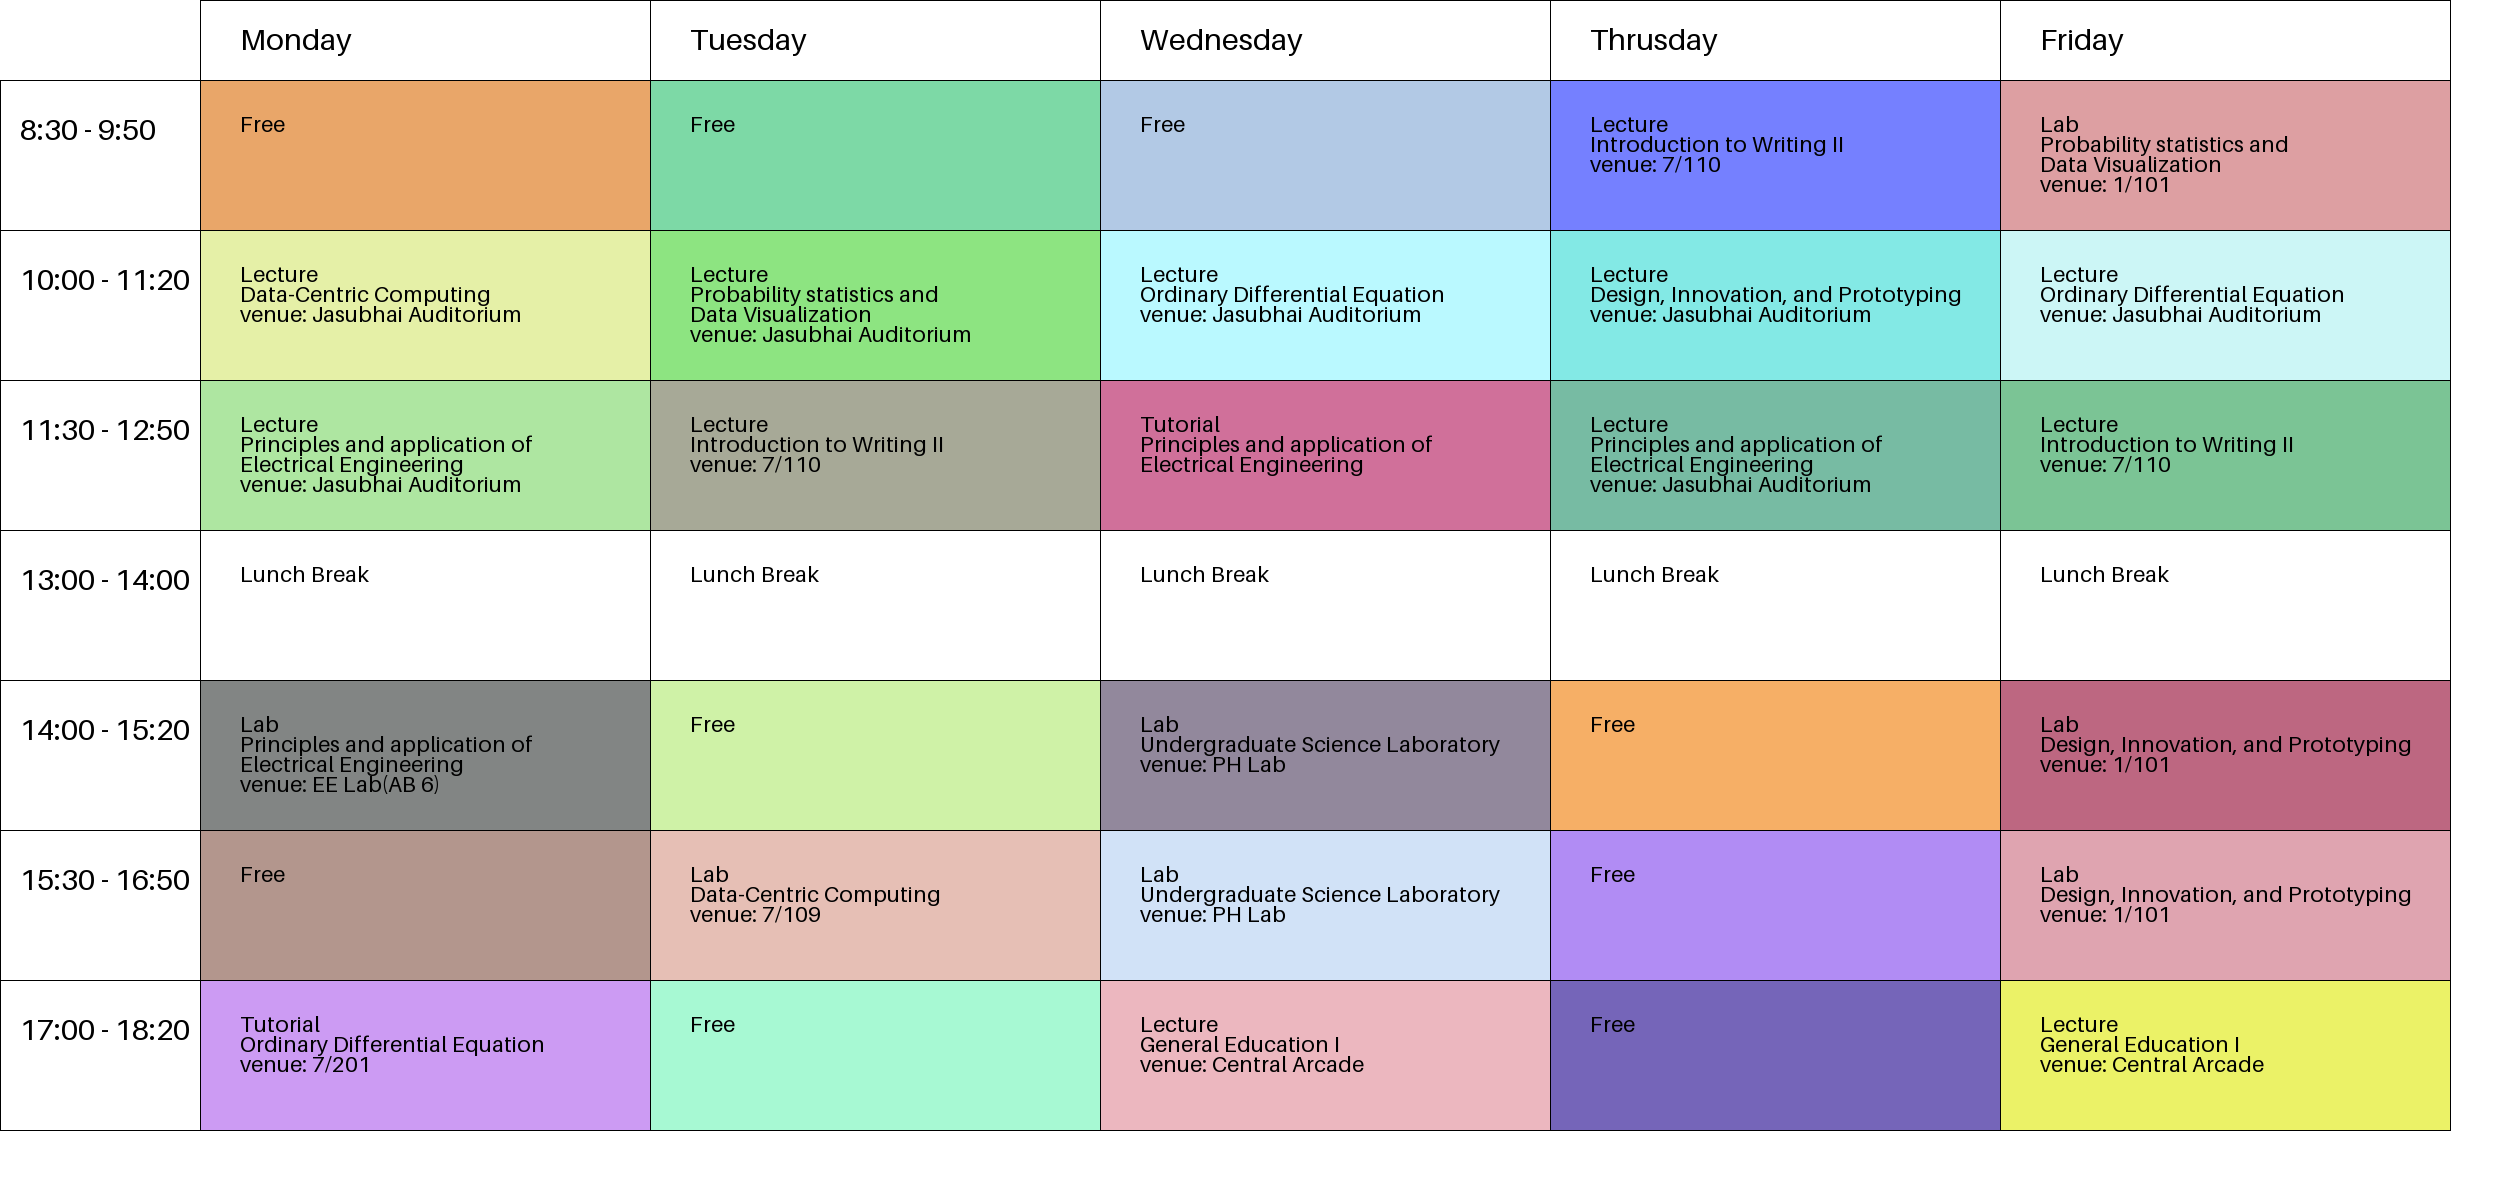 Monday
Tuesday
Wednesday
Thrusday
Friday
8:30 - 9:50
Free
Free
Free
Lecture
Introduction to Writing II
venue: 7/110
Lab
Probability statistics and
Data Visualization
venue: 1/101
10:00 - 11:20
Lecture
Data-Centric Computing
venue: Jasubhai Auditorium
Lecture
Probability statistics and
Data Visualization
venue: Jasubhai Auditorium
Lecture
Ordinary Differential Equation
venue: Jasubhai Auditorium
Lecture
Design, Innovation, and Prototyping
venue: Jasubhai Auditorium
Lecture
Ordinary Differential Equation
venue: Jasubhai Auditorium
11:30 - 12:50
Lecture
Principles and application of
Electrical Engineering
venue: Jasubhai Auditorium
Lecture
Introduction to Writing II
venue: 7/110
Tutorial
Principles and application of
Electrical Engineering
Lecture
Principles and application of
Electrical Engineering
venue: Jasubhai Auditorium
Lecture
Introduction to Writing II
venue: 7/110
13:00 - 14:00
Lunch Break
Lunch Break
Lunch Break
Lunch Break
Lunch Break
14:00 - 15:20
Lab
Principles and application of
Electrical Engineering
venue: EE Lab(AB 6)
Free
Lab
Undergraduate Science Laboratory
venue: PH Lab
Free
Lab
Design, Innovation, and Prototyping
venue: 1/101
15:30 - 16:50
Free
Lab
Data-Centric Computing
venue: 7/109
Lab
Undergraduate Science Laboratory
venue: PH Lab
Free
Lab
Design, Innovation, and Prototyping
venue: 1/101
17:00 - 18:20
Tutorial
Ordinary Differential Equation
venue: 7/201
Free
Lecture
General Education I
venue: Central Arcade
Free
Lecture
General Education I
venue: Central Arcade